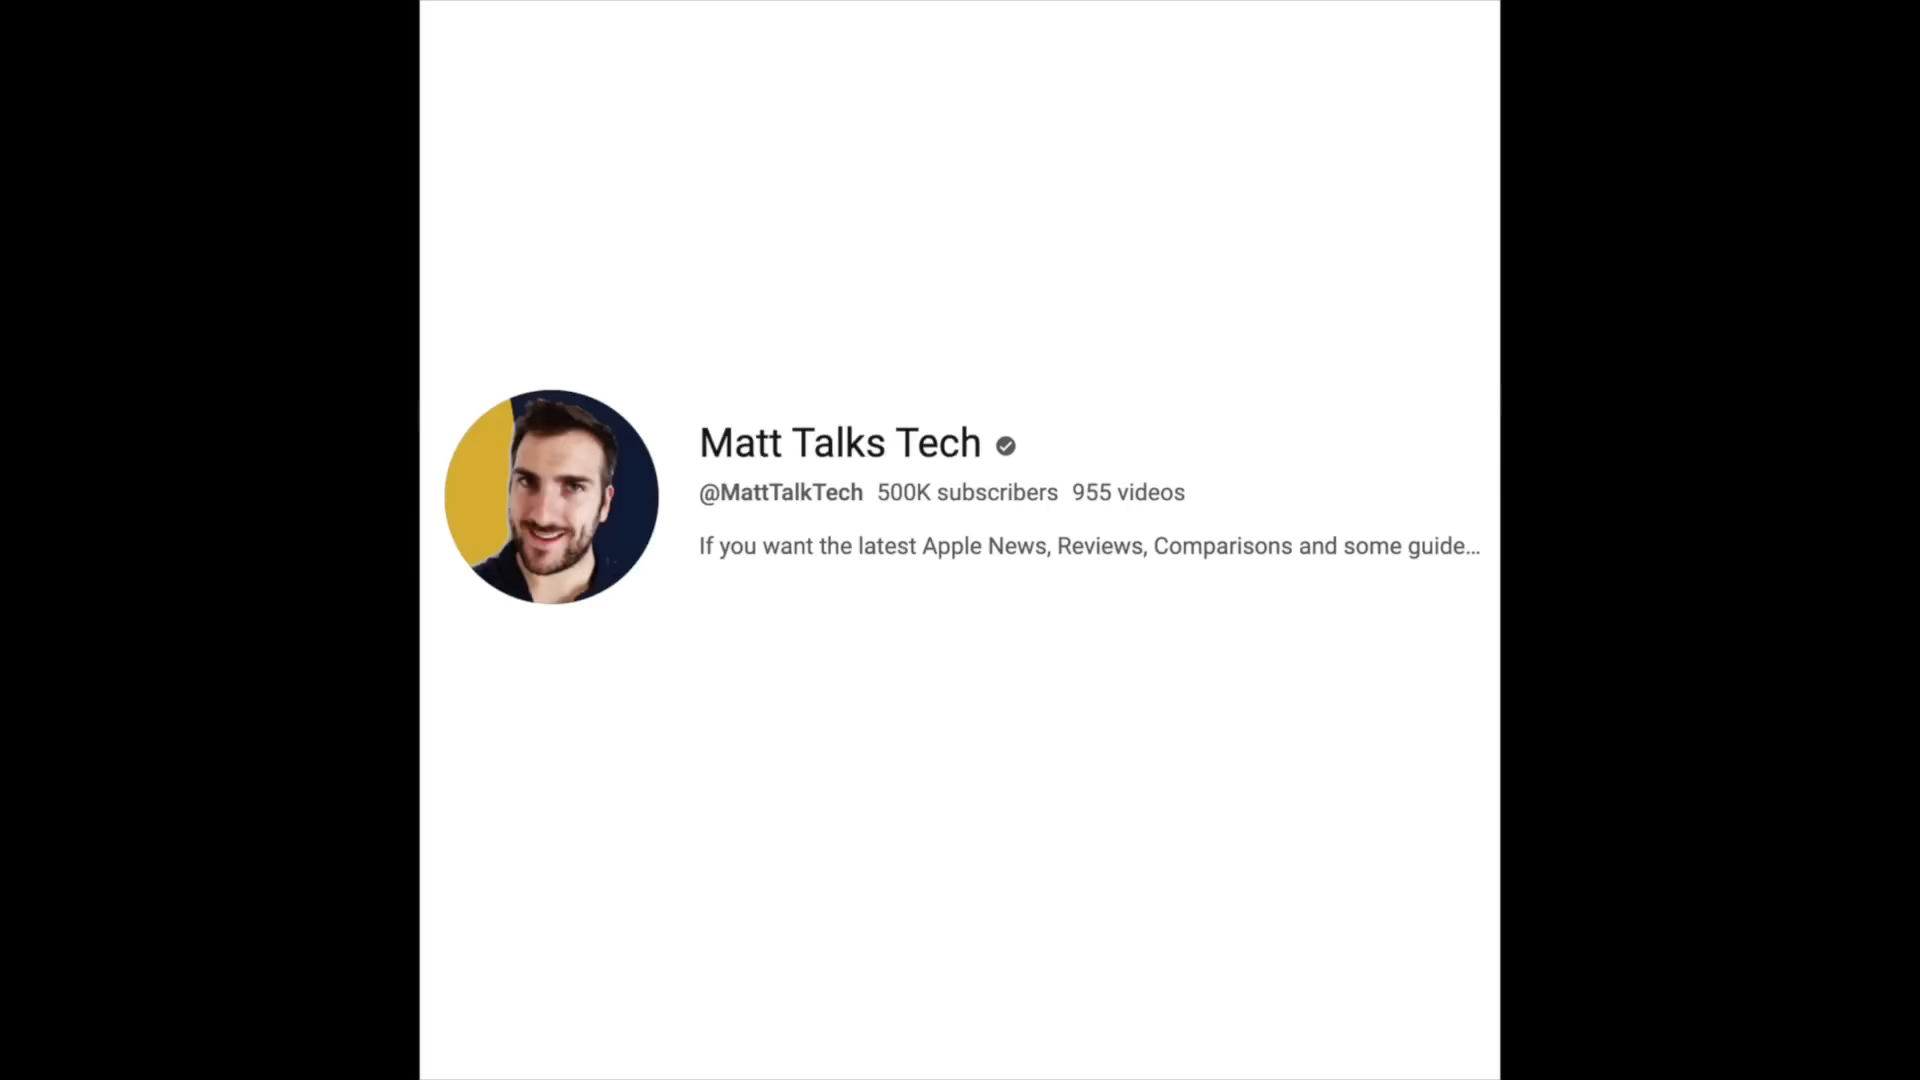 Matt Talks Tech
@MattTalkTech 500K subscribers 955 videos
If you want the latest Apple News, Reviews, Comparisons and some guide...